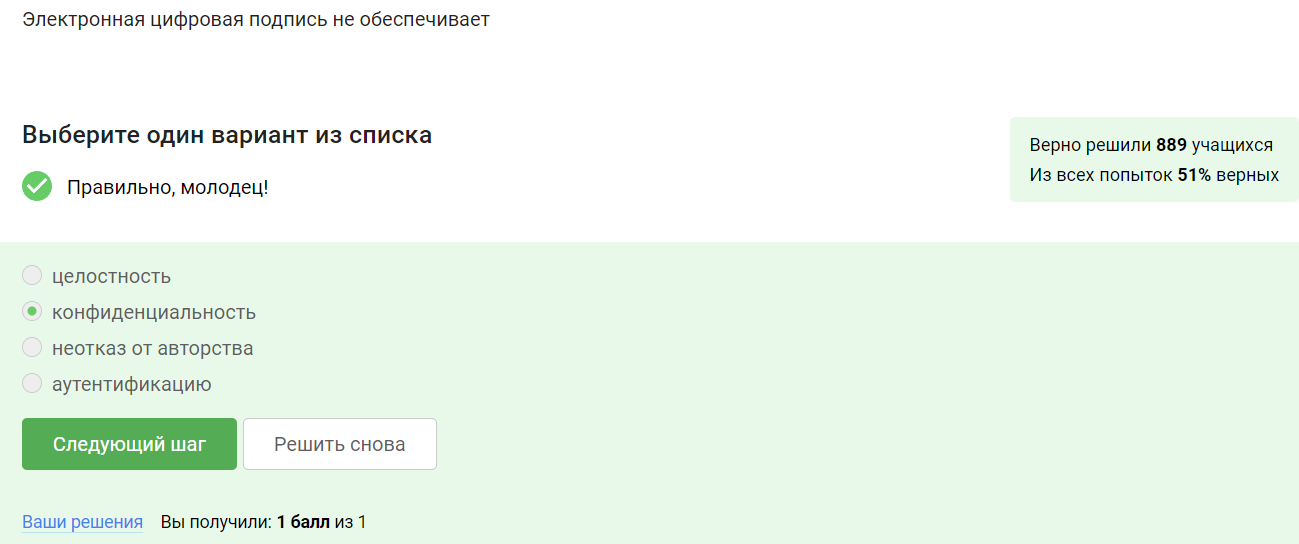 Электронная цифровая подпись не обеспечивает
Выберите один вариант из списка
Правильно, молодец!
Верно решили 889 учащихся
Из всех попыток 51% верных
целостность
конфиденциальность
неотказ от авторства
аутентификацию
Следующий шаг
Решить снова
Ваши решения Вы получили: 1 балл из 1